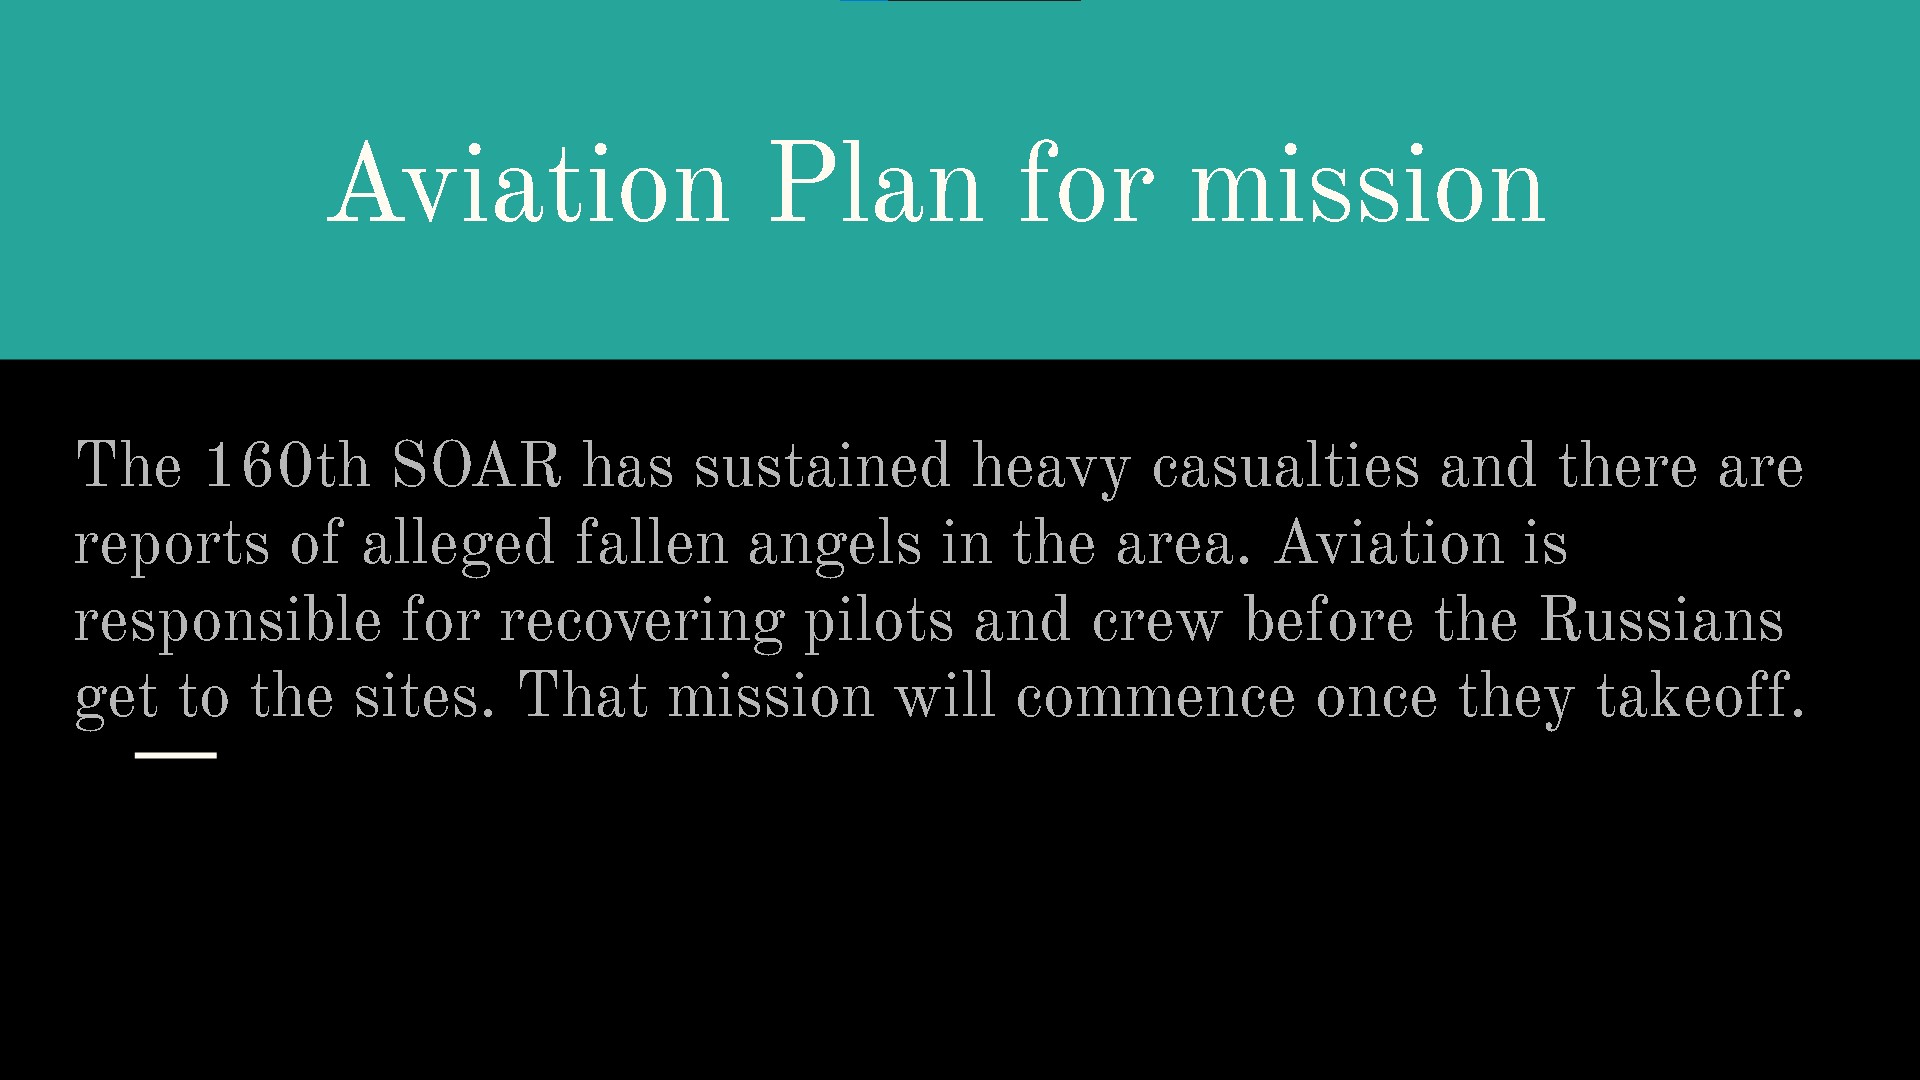 Aviation Plan for mission
The 160th SOAR has sustained heavy casualties and there are
reports of alleged fallen angels in the area. Aviation is
responsible for recovering pilots and crew before the Russians
get to the sites. That mission will commence once they takeoff.